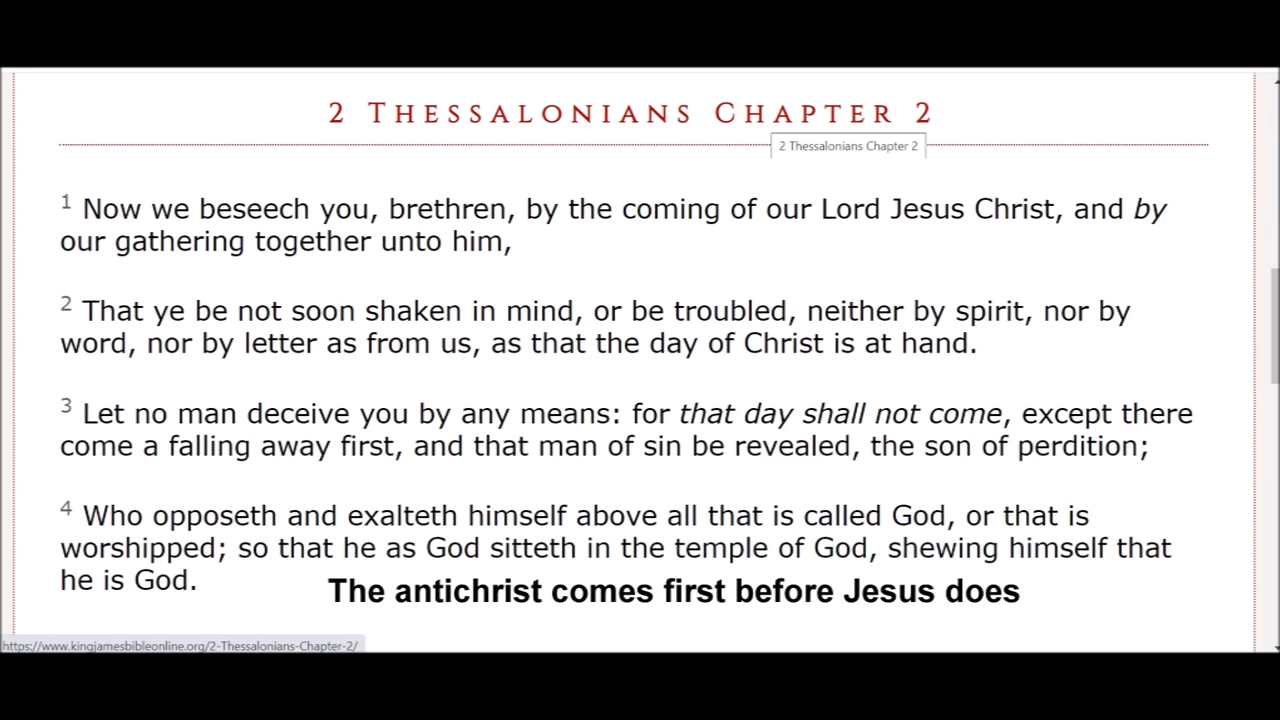 2 Thessalonians Chapter 2
2 Thessalonians Chapter 2
1 Now we beseech you, brethren, by the coming of our Lord Jesus Christ, and by
our gathering together unto him,
2 That ye be not soon shaken in mind, or be troubled, neither by spirit, nor by
word, nor by letter as from us, as that the day of Christ is at hand.
3 Let no man deceive you by any means: for that day shall not come, except there
come a falling away first, and that man of sin be revealed, the son of perdition;
4 Who opposeth and exalteth himself above all that is called God, or that is
worshipped; so that he as God sitteth in the temple of God, shewing himself that
he is God.
The antichrist comes first before Jesus does
https://www.kingjamesbibleonline.org/2-Thessalonians-Chapter-2/